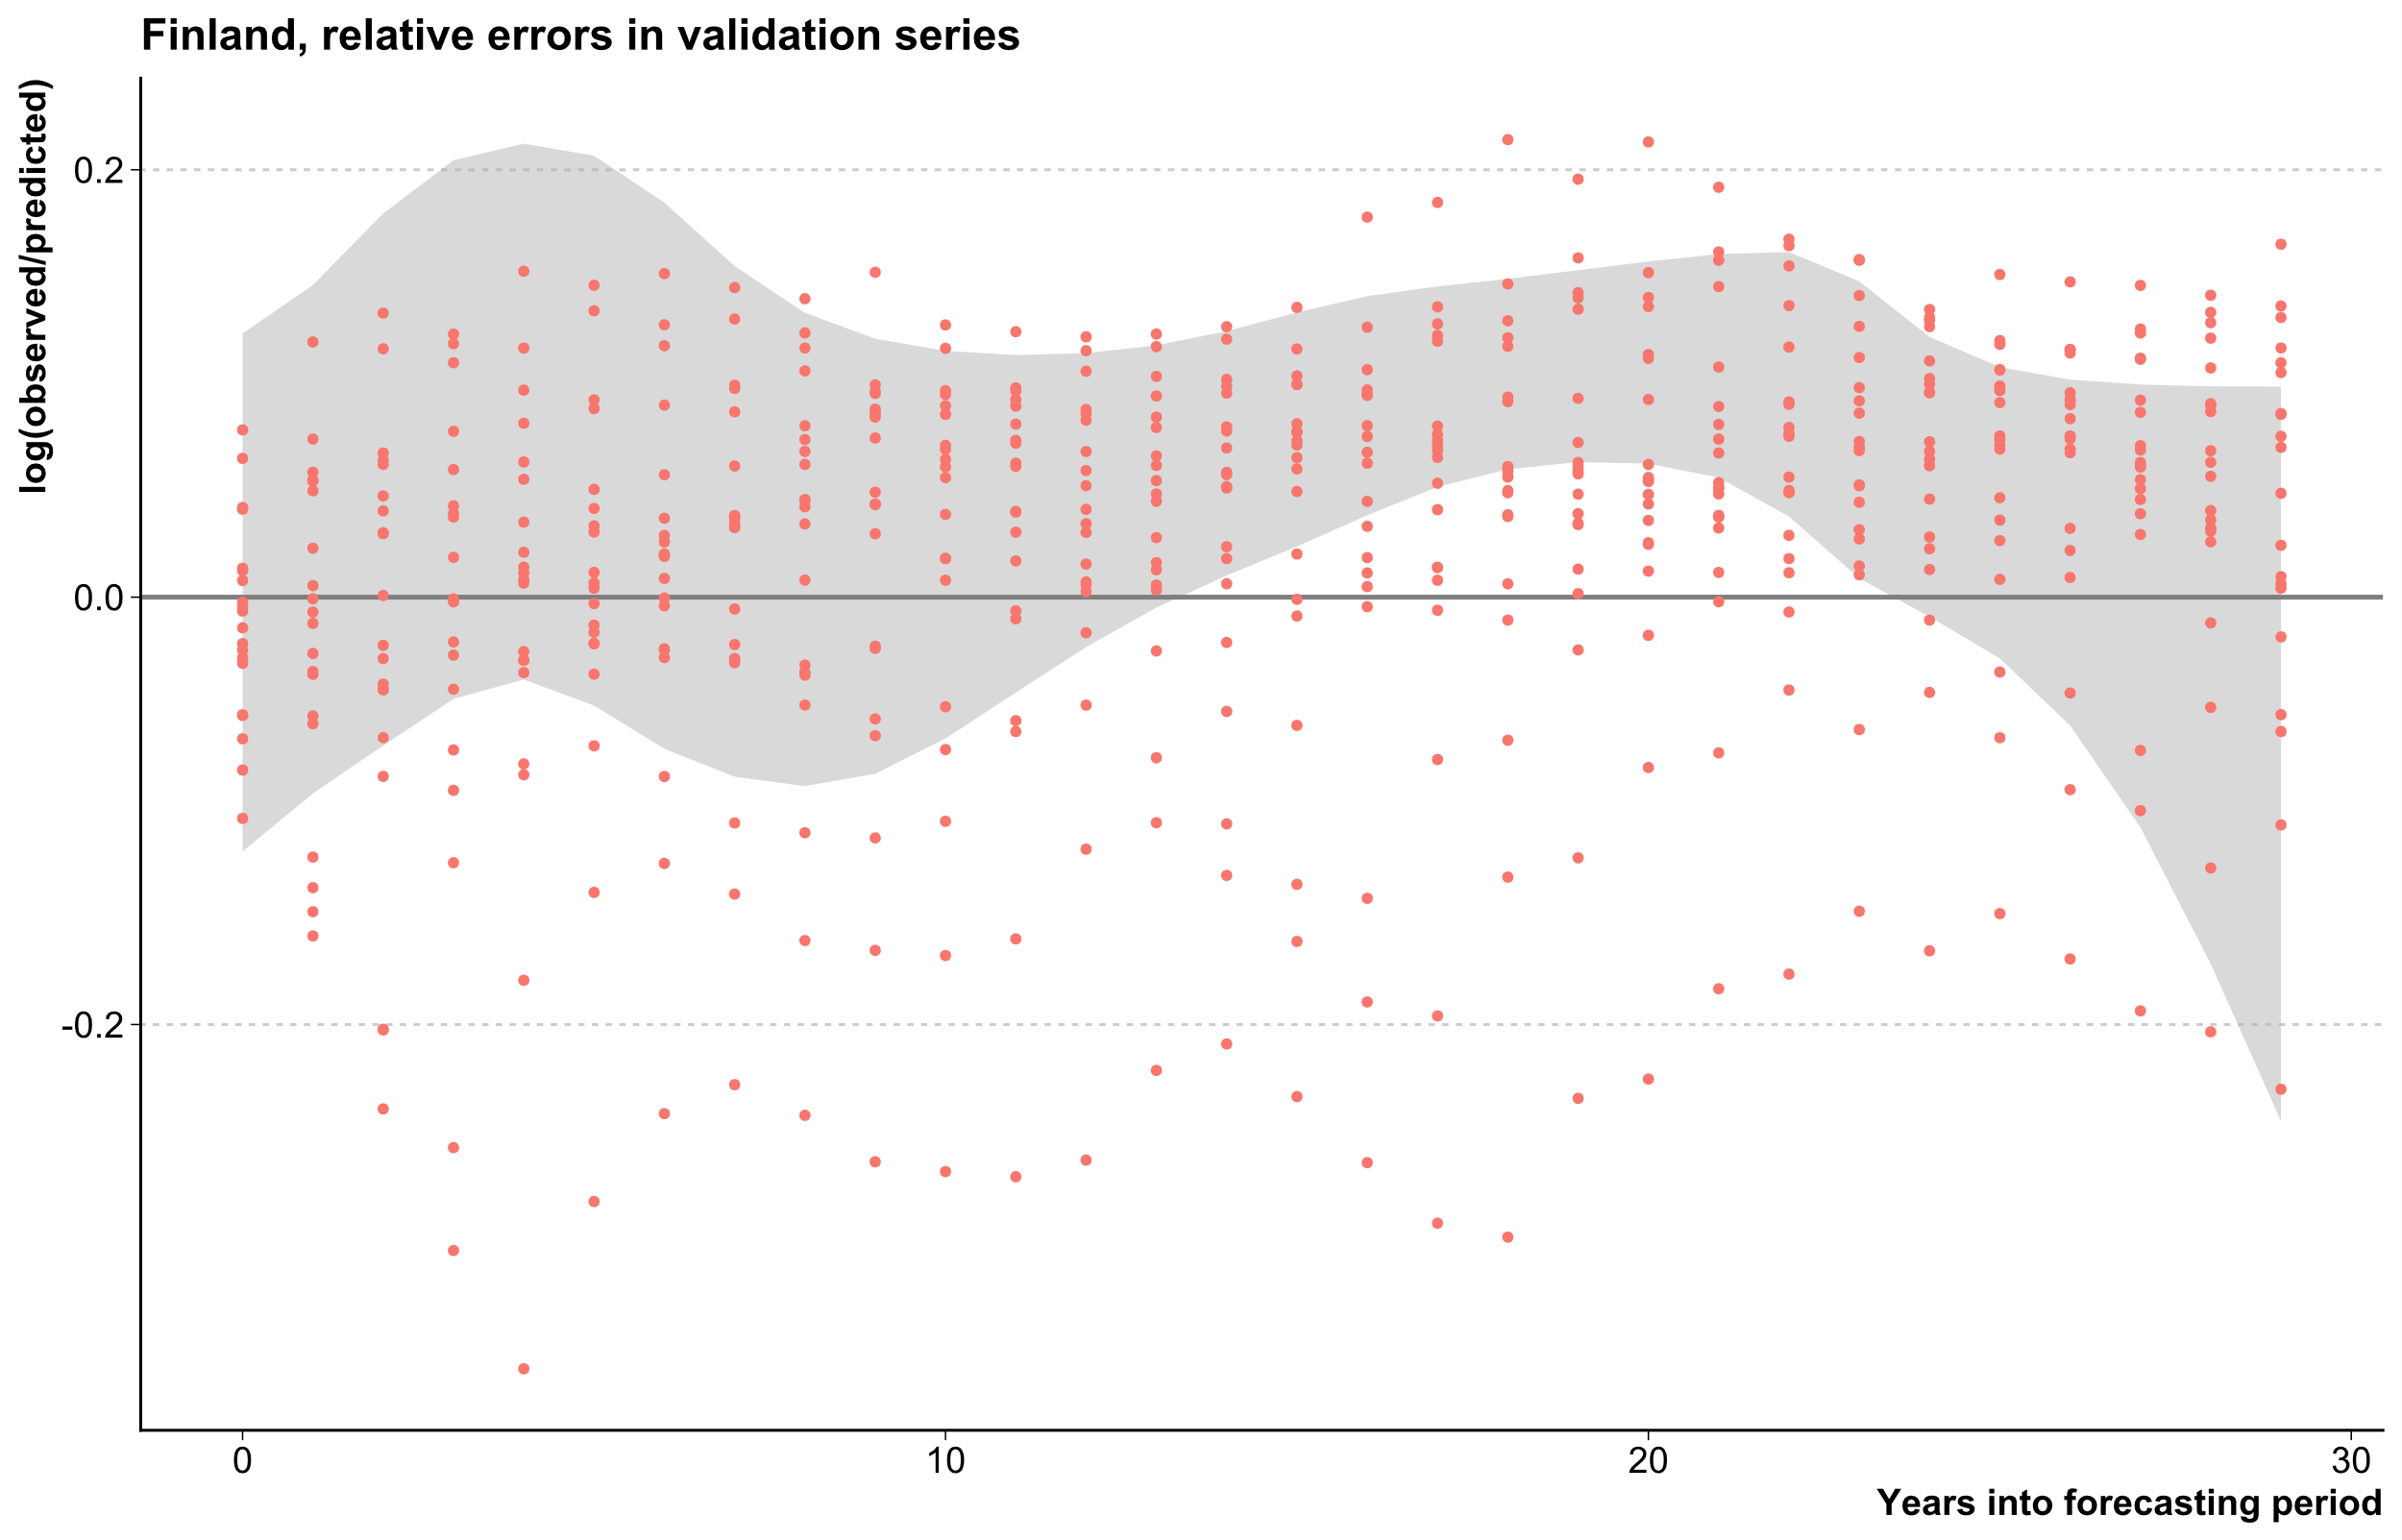 Finland, relative errors in validation series
log(observed/predicted)
0.2
0.0
-0.2
0
10
20
30
Years into forecasting period